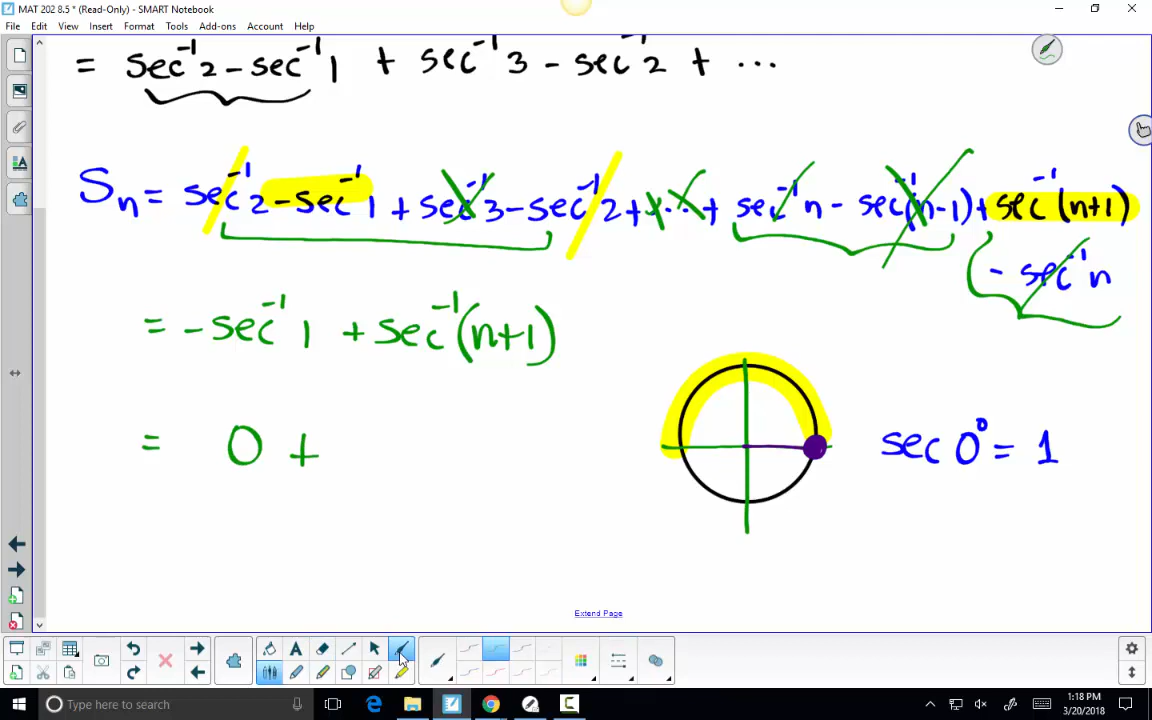 MAT 202 8.5 * (Read-Only) - SMART Notebook
File Edit View Insert Format Tools Add-ons Account Help
= sec⁻¹2 – sec⁻¹1 + sec⁻¹3 – sec⁻¹2 + ...
Sₙ = sec⁻¹2 – sec⁻¹1 + sec⁻¹3 – sec⁻¹2 + ... + sec⁻¹n – sec⁻¹(n-1) + sec⁻¹(n+1)
– sec⁻¹n
= – sec⁻¹1 + sec⁻¹(n+1)
= 0 +
sec 0° = 1
Extend Page
Type here to search
1:18 PM
3/20/2018